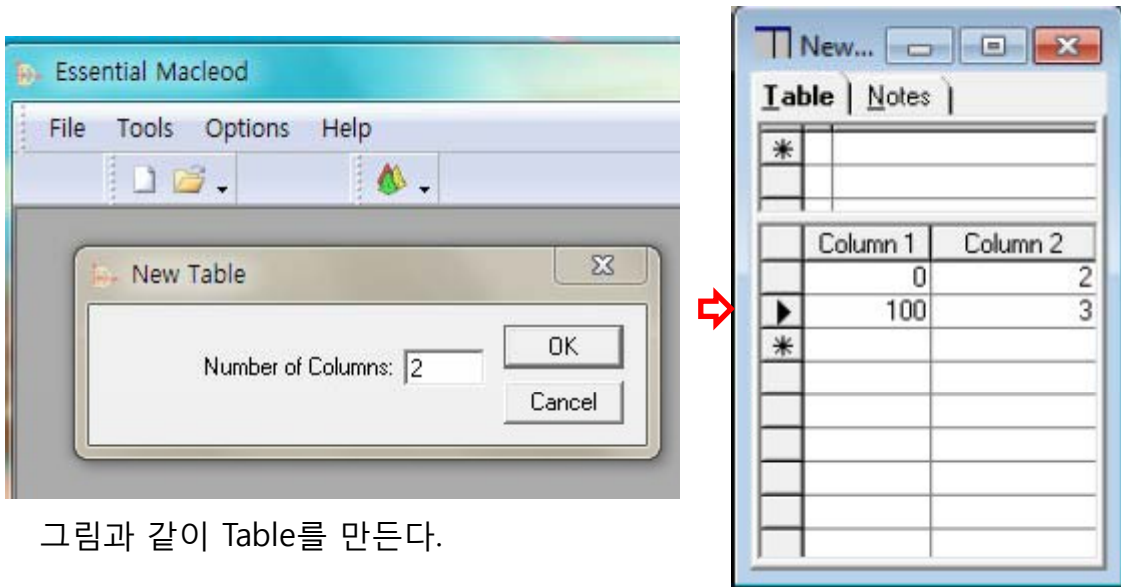 Essential Macleod
File Tools Options Help
New Table
Number of Columns: 2
OK
Cancel
그림과 같이 Table를 만든다.
New...
Table Notes
Column 1 Column 2
0 2
100 3